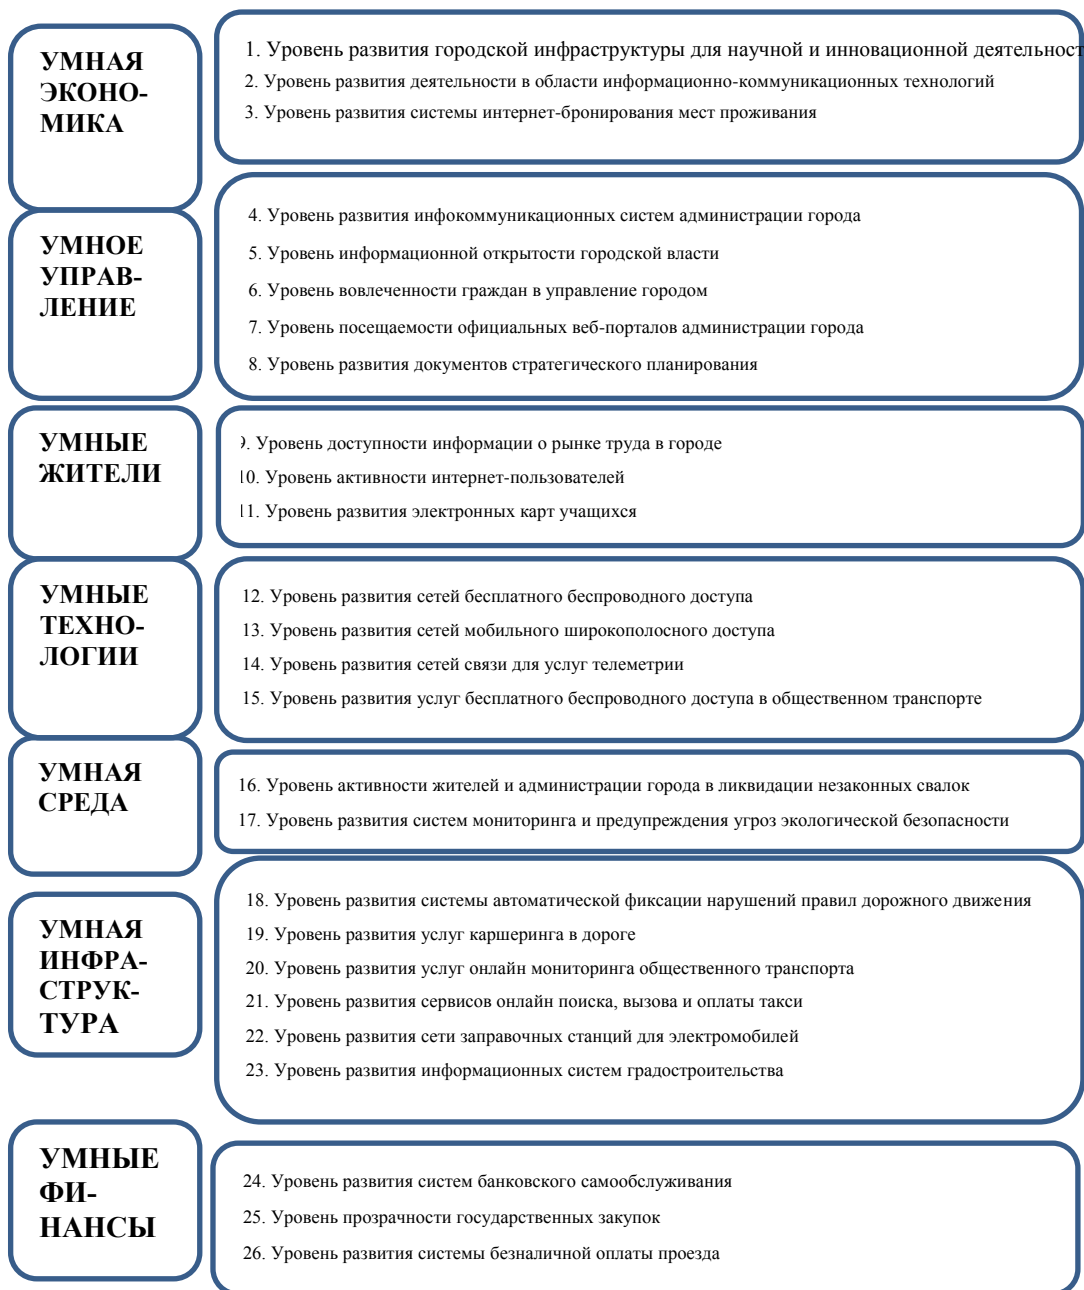 УМНАЯ
ЭКОНО-
МИКА
1. Уровень развития городской инфраструктуры для научной и инновационной деятельност
2. Уровень развития деятельности в области информационно-коммуникационных технологий
3. Уровень развития системы интернет-бронирования мест проживания
УМНОЕ
УПРАВ-
ЛЕНИЕ
4. Уровень развития инфокоммуникационных систем администрации города
5. Уровень информационной открытости городской власти
6. Уровень вовлеченности граждан в управление городом
7. Уровень посещаемости официальных веб-порталов администрации города
8. Уровень развития документов стратегического планирования
УМНЫЕ
ЖИТЕЛИ
9. Уровень доступности информации о рынке труда в городе
10. Уровень активности интернет-пользователей
11. Уровень развития электронных карт учащихся
УМНЫЕ
ТЕХНО-
ЛОГИИ
12. Уровень развития сетей бесплатного беспроводного доступа
13. Уровень развития сетей мобильного широкополосного доступа
14. Уровень развития сетей связи для услуг телеметрии
15. Уровень развития услуг бесплатного беспроводного доступа в общественном транспорте
УМНАЯ
СРЕДА
16. Уровень активности жителей и администрации города в ликвидации незаконных свалок
17. Уровень развития систем мониторинга и предупреждения угроз экологической безопасности
УМНАЯ
ИНФРА-
СТРУК-
ТУРА
18. Уровень развития системы автоматической фиксации нарушений правил дорожного движения
19. Уровень развития услуг каршеринга в дороге
20. Уровень развития услуг онлайн мониторинга общественного транспорта
21. Уровень развития сервисов онлайн поиска, вызова и оплаты такси
22. Уровень развития сети заправочных станций для электромобилей
23. Уровень развития информационных систем градостроительства
УМНЫЕ
ФИ-
НАНСЫ
24. Уровень развития систем банковского самообслуживания
25. Уровень прозрачности государственных закупок
26. Уровень развития системы безналичной оплаты проезда